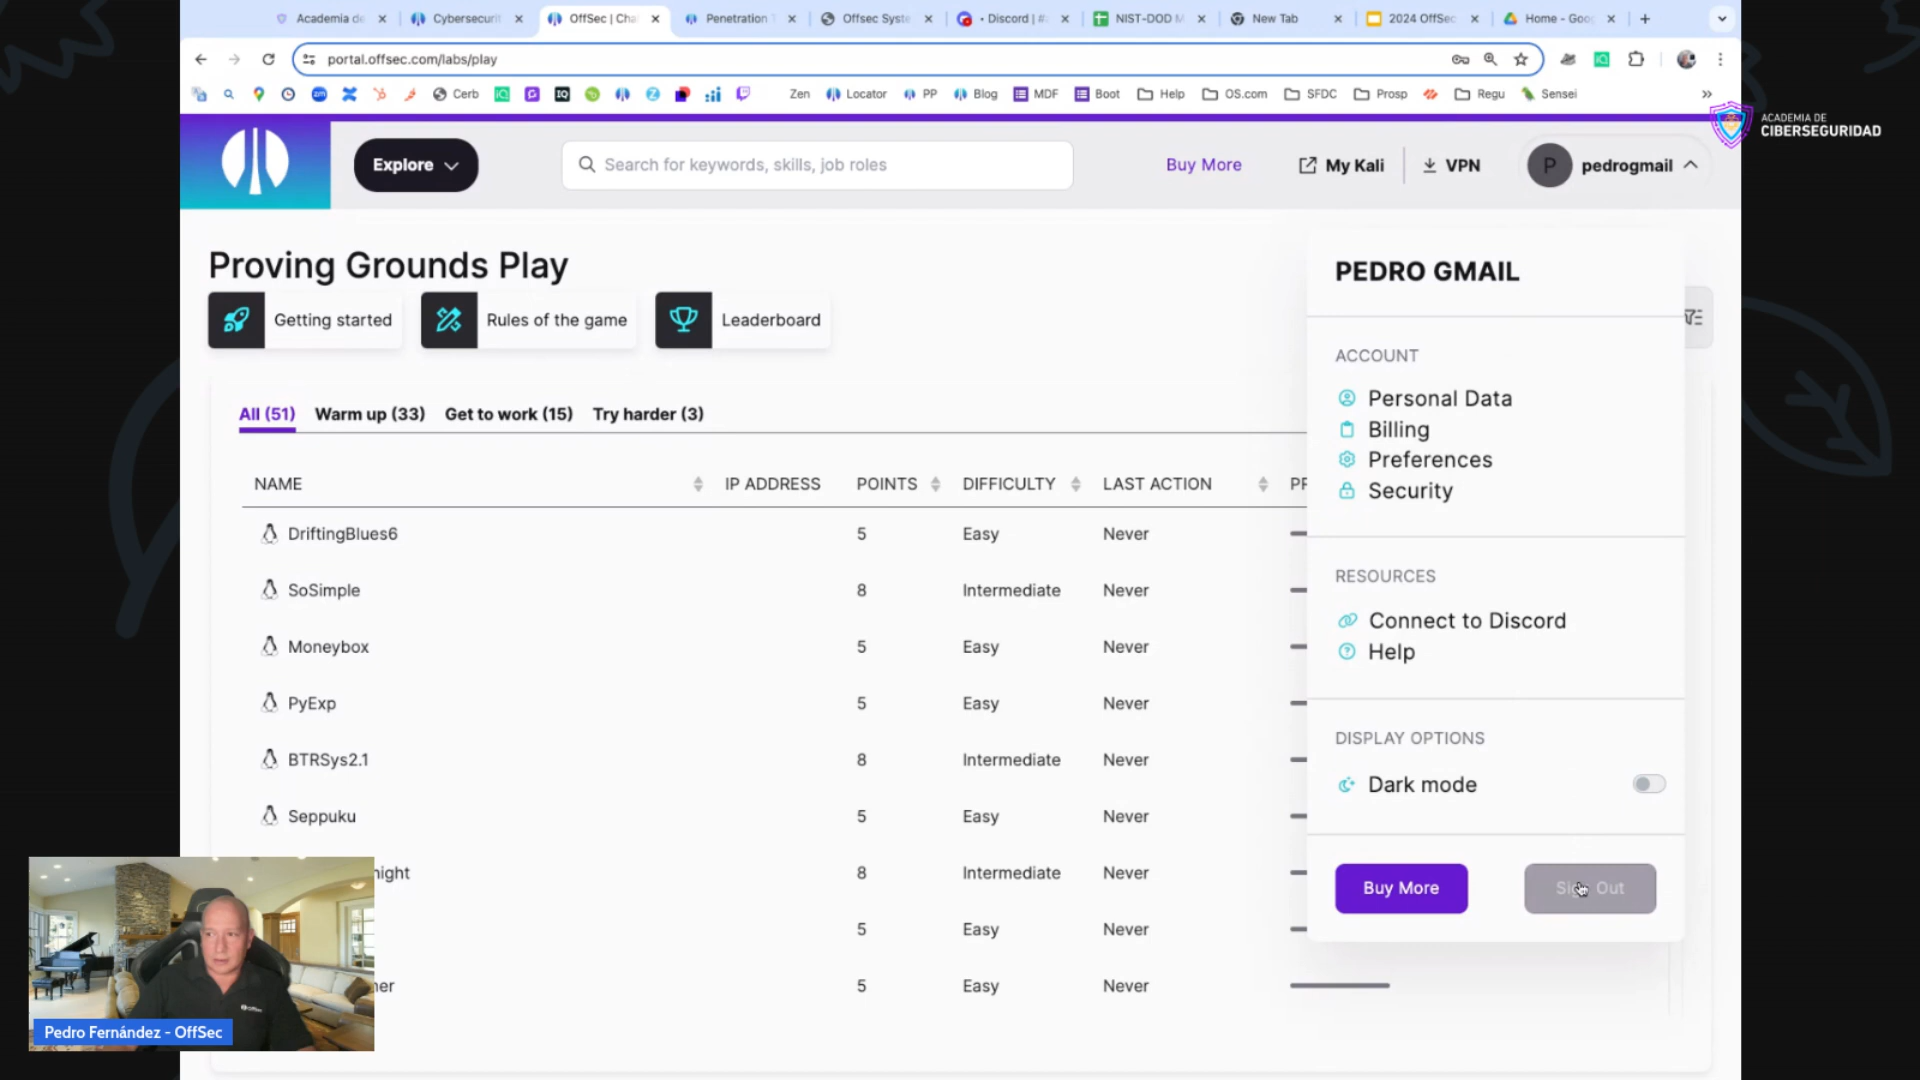 Academia de
Cybersecurit
OffSec | Cha
Penetration T
Offsec Syste
• Discord | #
NIST-DOD M
New Tab
2024 OffSec
Home - Goo
portal.offsec.com/labs/play
Cerb
Zen
Locator
PP
Blog
MDF
Boot
Help
OS.com
SFDC
Prosp
Regu
Sensei
ACADEMIA DE
CIBERSEGURIDAD
Explore
Search for keywords, skills, job roles
Buy More
My Kali
VPN
P
pedrogmail
Proving Grounds Play
Getting started
Rules of the game
Leaderboard
All (51)
Warm up (33)
Get to work (15)
Try harder (3)
NAME
IP ADDRESS
POINTS
DIFFICULTY
LAST ACTION
PR
DriftingBlues6 5 Easy Never
SoSimple 8 Intermediate Never
Moneybox 5 Easy Never
PyExp 5 Easy Never
BTRSys2.1 8 Intermediate Never
Seppuku 5 Easy Never
ight 8 Intermediate Never
5 Easy Never
er 5 Easy Never
PEDRO GMAIL
ACCOUNT
Personal Data
Billing
Preferences
Security
RESOURCES
Connect to Discord
Help
DISPLAY OPTIONS
Dark mode
Buy More
Sign Out
Pedro Fernández - OffSec